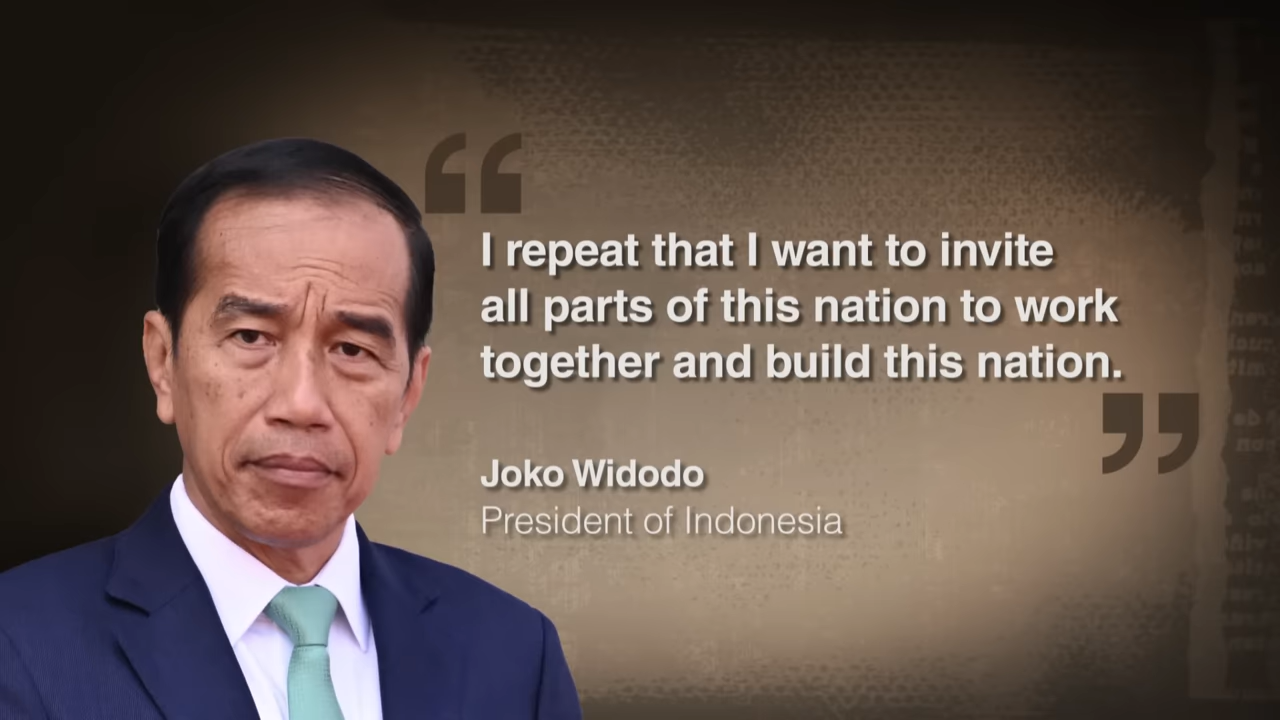 “
I repeat that I want to invite
all parts of this nation to work
together and build this nation.
”
Joko Widodo
President of Indonesia